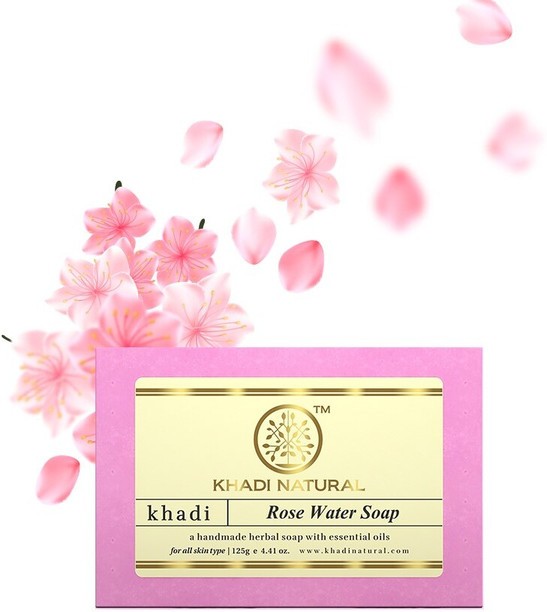 TM
KHADI NATURAL
khadi
Rose Water Soap
a handmade herbal soap with essential oils
for all skin type | 125g e 4.41 oz. www.khadinatural.com